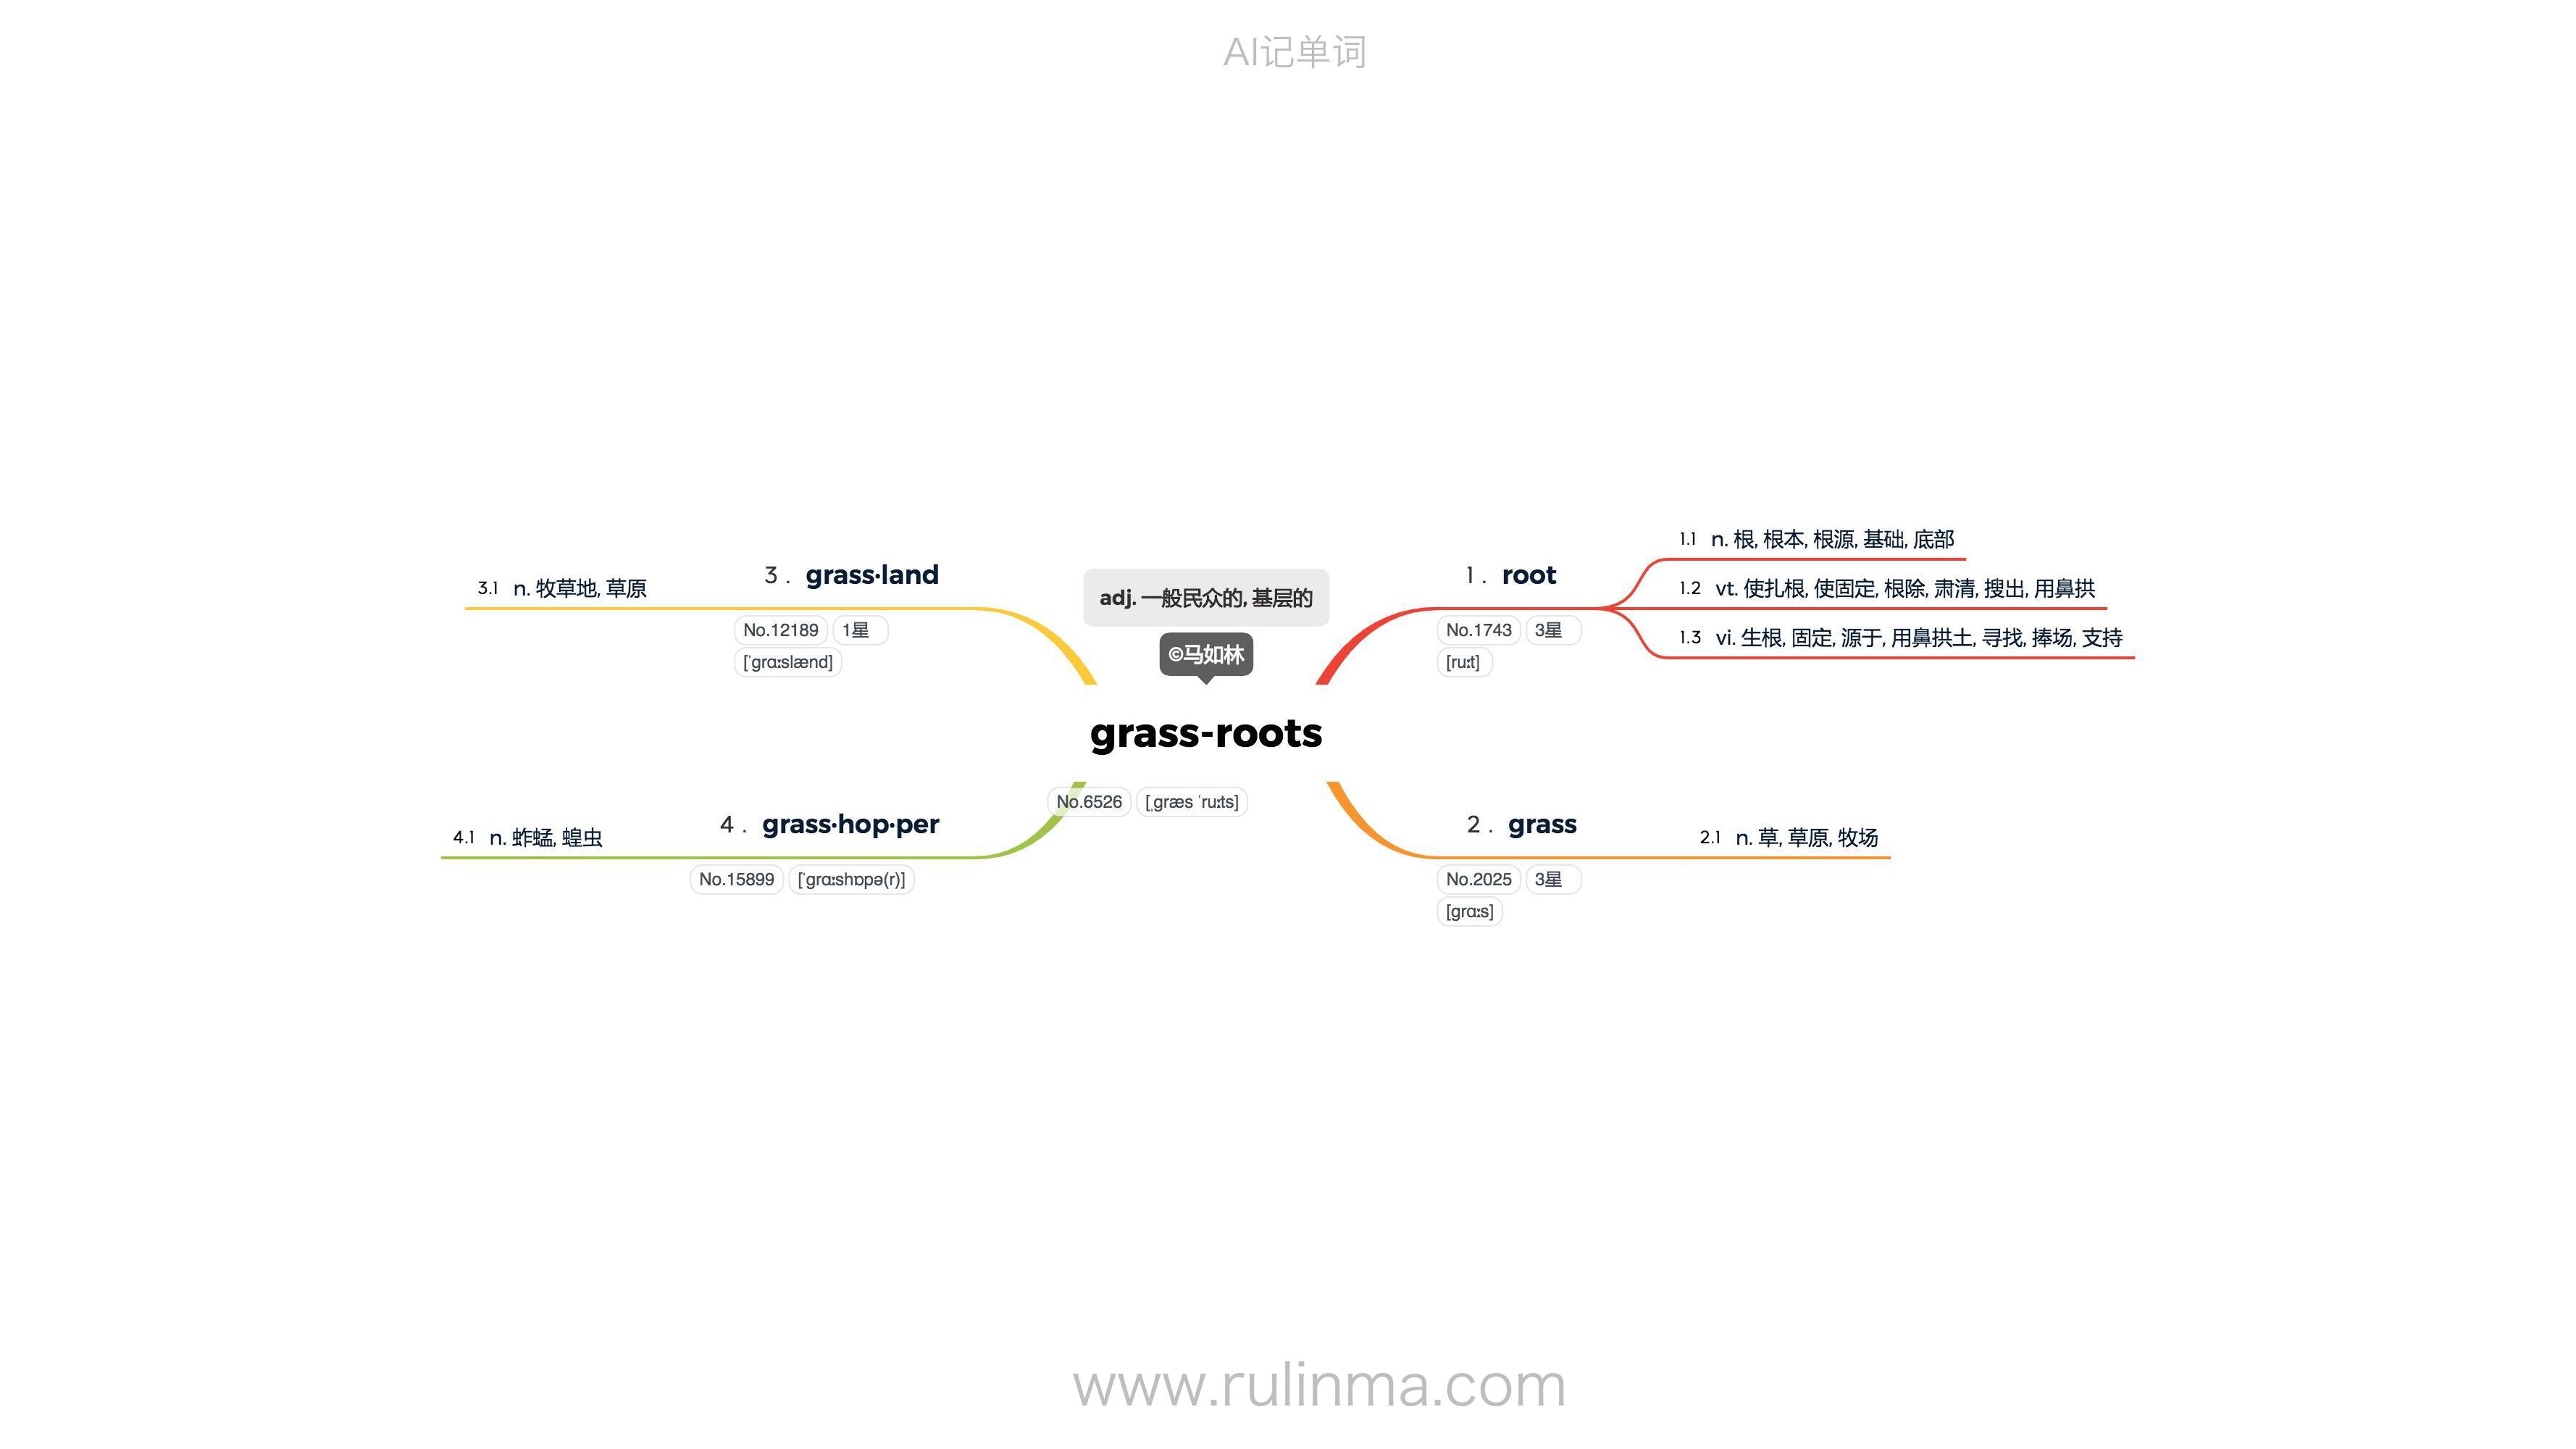 AI记单词
adj. 一般民众的, 基层的
©马如林
grass-roots
No.6526 [ˌɡræs ˈruːts]
1 . root
No.1743 3星
[ruːt]
1.1 n. 根, 根本, 根源, 基础, 底部
1.2 vt. 使扎根, 使固定, 根除, 肃清, 搜出, 用鼻拱
1.3 vi. 生根, 固定, 源于, 用鼻拱土, 寻找, 捧场, 支持
2 . grass
No.2025 3星
[ɡrɑːs]
2.1 n. 草, 草原, 牧场
3 . grass·land
No.12189 1星
[ˈɡrɑːslænd]
3.1 n. 牧草地, 草原
4 . grass·hop·per
No.15899 [ˈɡrɑːshɒpə(r)]
4.1 n. 蚱蜢, 蝗虫
www.rulinma.com